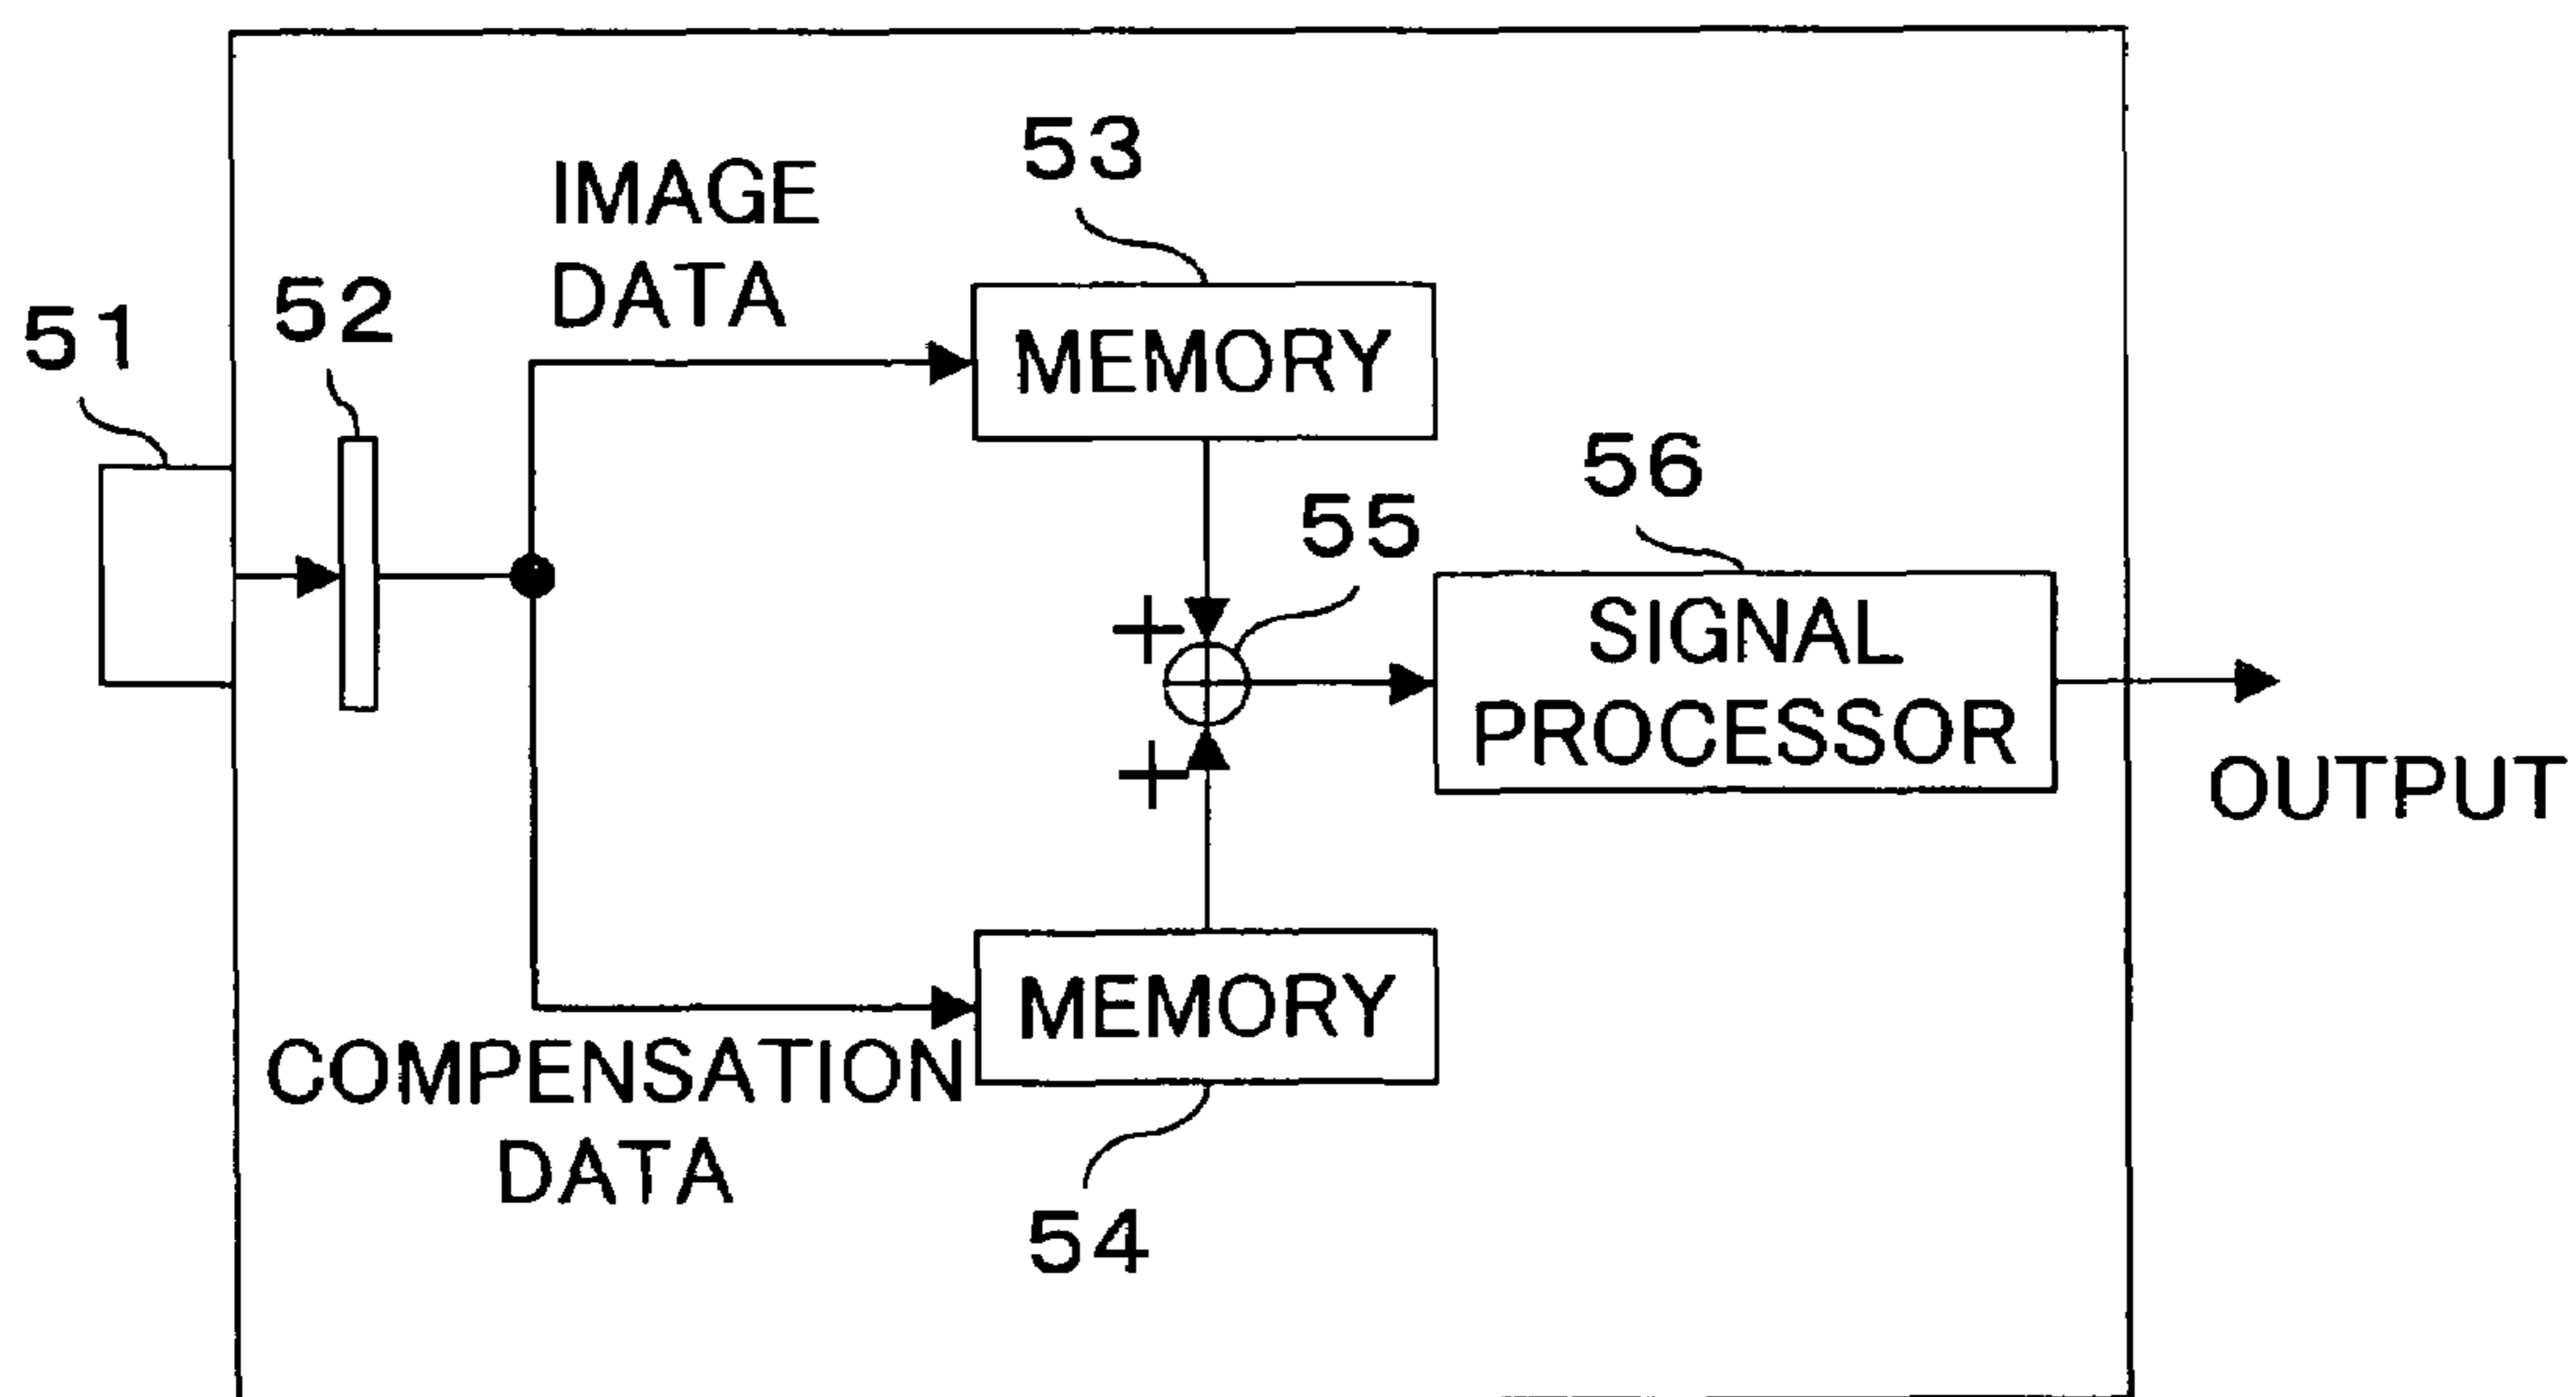 53
IMAGE
DATA
52
51
MEMORY
56
55
+
SIGNAL
PROCESSOR
+
OUTPUT
MEMORY
COMPENSATION
DATA
54